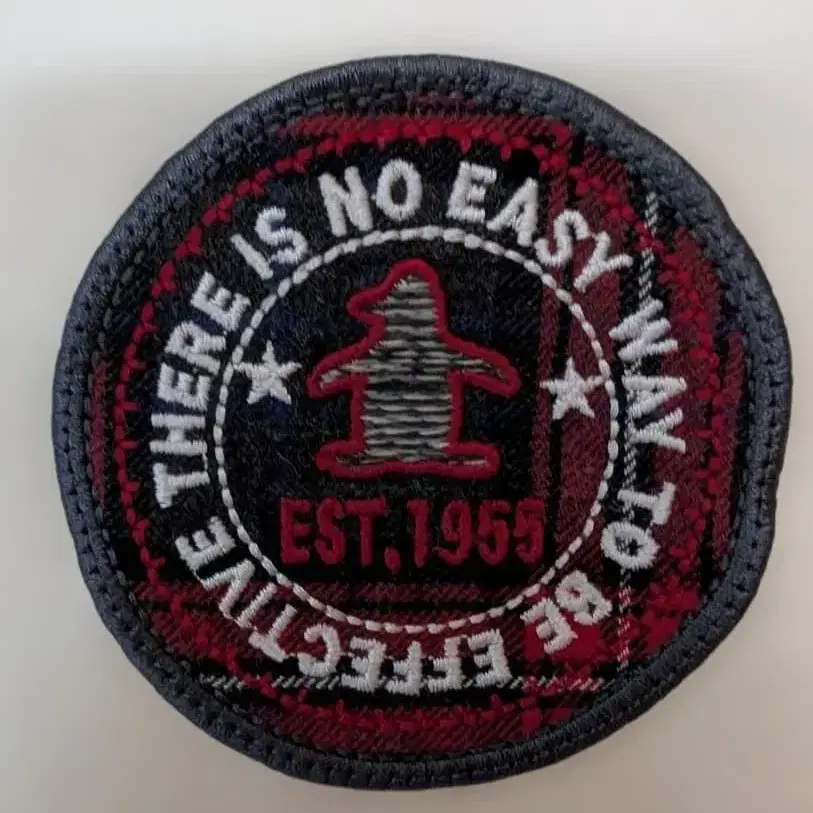 THERE IS NO EASY WAY TO BE EFFECTIVE
EST.1955